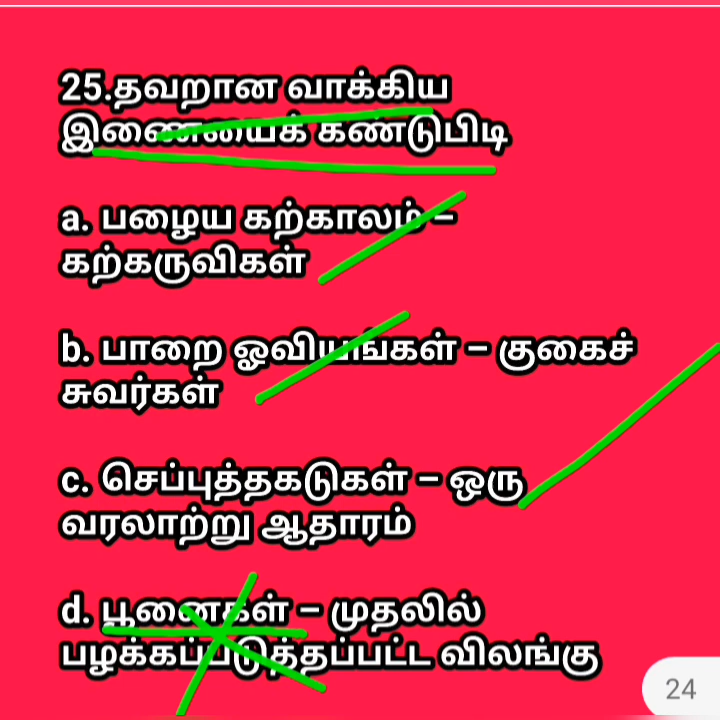 25.தவறான வாக்கிய
இணையைக் கண்டுபிடி
a. பழைய கற்காலம் –
கற்கருவிகள்
b. பாறை ஓவியங்கள் – குகைச்
சுவர்கள்
c. செப்புத்தகடுகள் – ஒரு
வரலாற்று ஆதாரம்
d. பூனைகள் – முதலில்
பழக்கப்படுத்தப்பட்ட விலங்கு
24